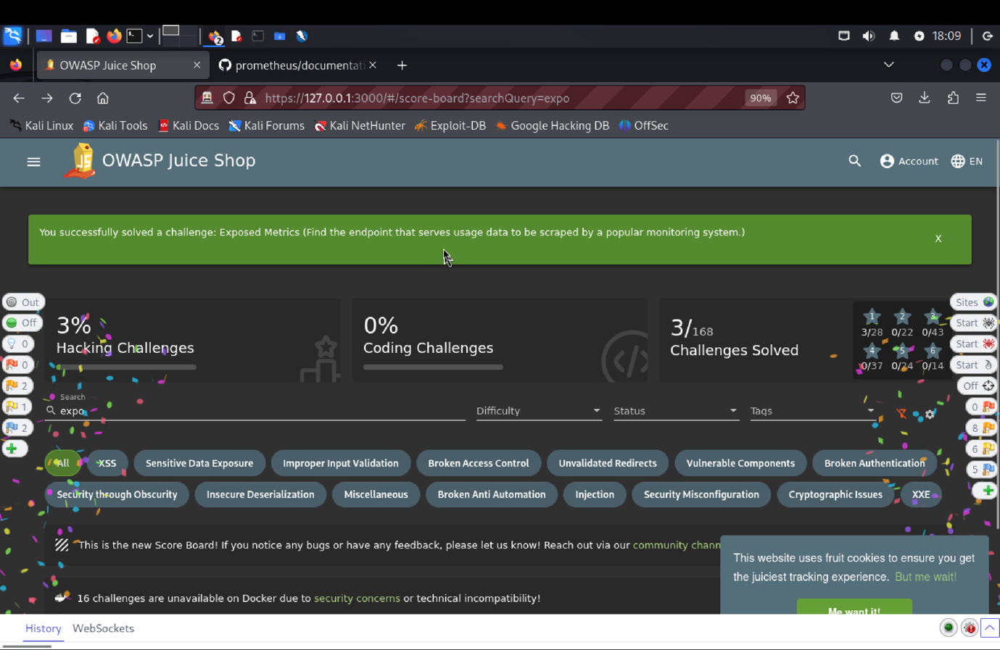 2
18:09
OWASP Juice Shop
prometheus/documentati
https://127.0.0.1:3000/#/score-board?searchQuery=expo
90%
Kali Linux
Kali Tools
Kali Docs
Kali Forums
Kali NetHunter
Exploit-DB
Google Hacking DB
OffSec
JS
OWASP Juice Shop
Account
EN
You successfully solved a challenge: Exposed Metrics (Find the endpoint that serves usage data to be scraped by a popular monitoring system.)
X
Out
Off
0
0
2
1
2
3%
Hacking Challenges
0%
Coding Challenges
3/168
Challenges Solved
1 2 3
3/28 0/22 0/43
4 5 6
0/37 0/24 0/14
Sites
Start
Start
Start
Off
0
8
6
5
Search
expo
Difficulty
Status
Tags
All
XSS
Sensitive Data Exposure
Improper Input Validation
Broken Access Control
Unvalidated Redirects
Vulnerable Components
Broken Authentication
Security through Obscurity
Insecure Deserialization
Miscellaneous
Broken Anti Automation
Injection
Security Misconfiguration
Cryptographic Issues
XXE
This is the new Score Board! If you notice any bugs or have any feedback, please let us know! Reach out via our community chann
16 challenges are unavailable on Docker due to security concerns or technical incompatibility!
This website uses fruit cookies to ensure you get
the juiciest tracking experience. But me wait!
Me want it!
History
WebSockets